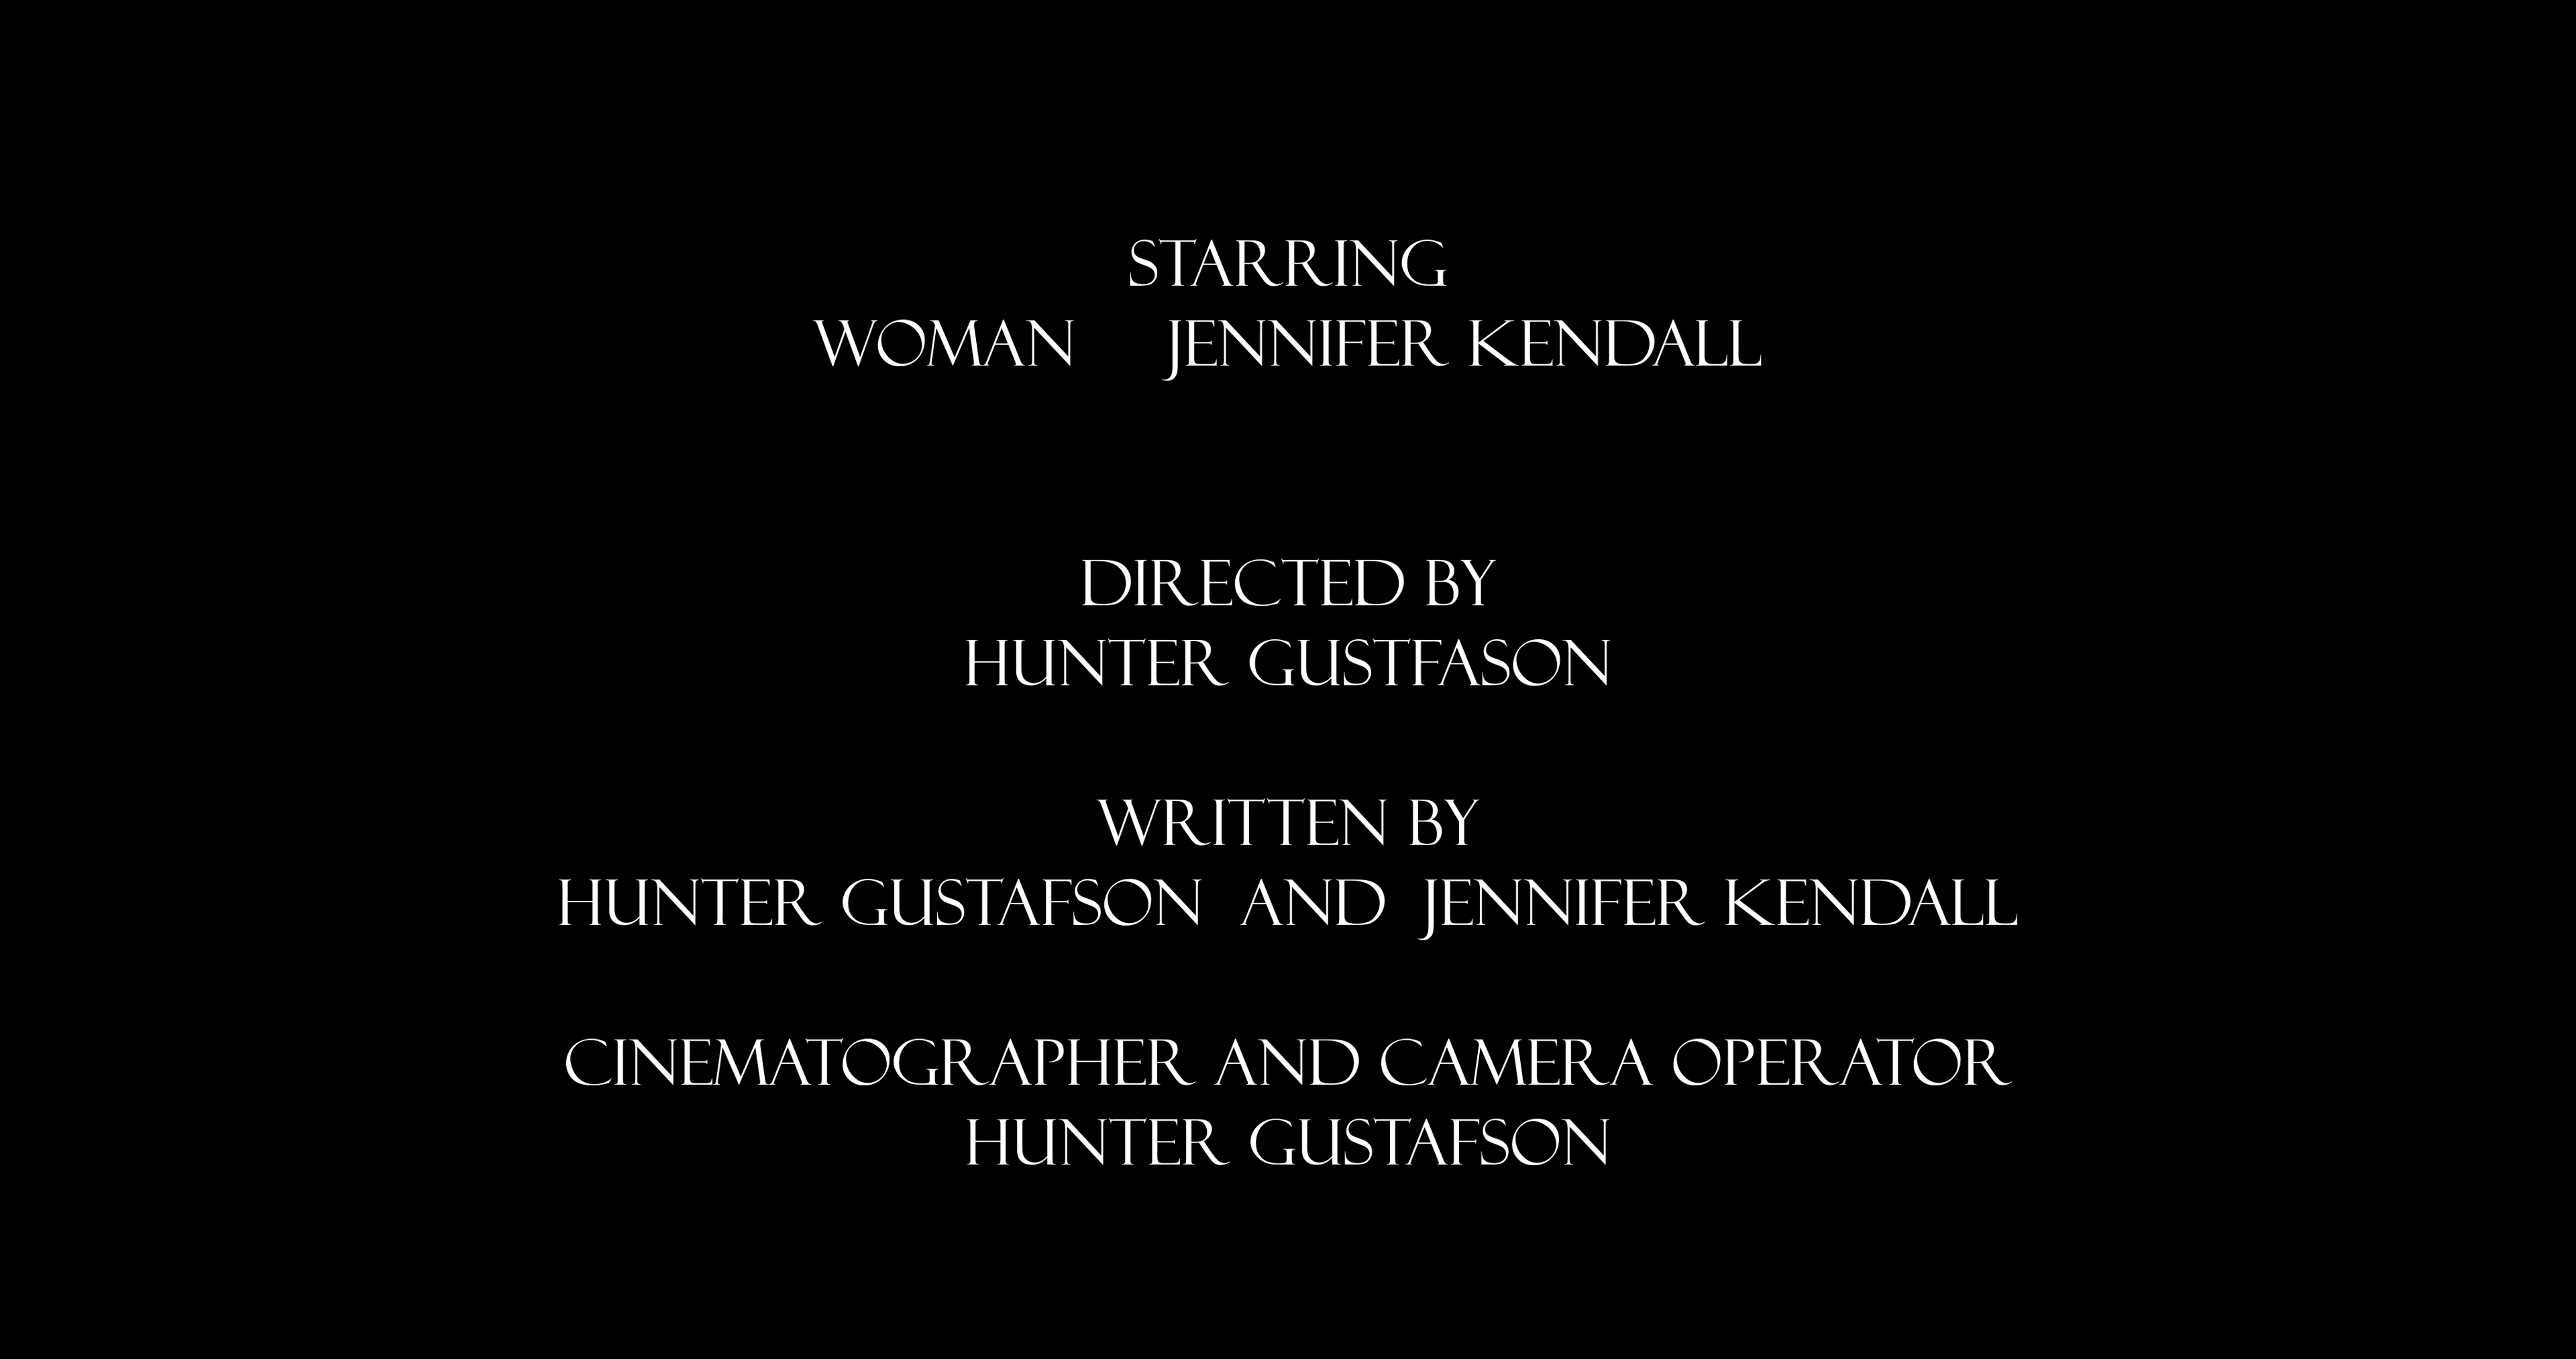 STARRING
WOMAN JENNIFER KENDALL
DIRECTED BY
HUNTER GUSTFASON
WRITTEN BY
HUNTER GUSTAFSON AND JENNIFER KENDALL
CINEMATOGRAPHER AND CAMERA OPERATOR
HUNTER GUSTAFSON